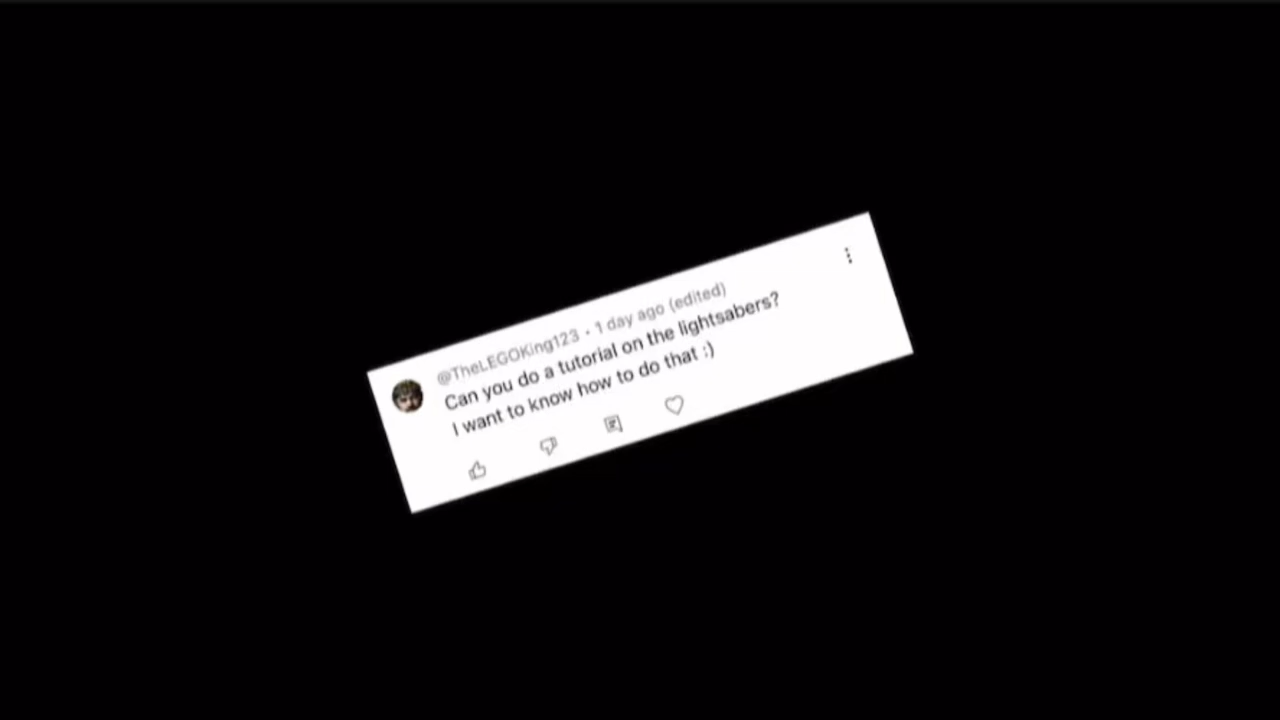 @TheLEGOKing123 • 1 day ago (edited)
Can you do a tutorial on the lightsabers?
I want to know how to do that :)